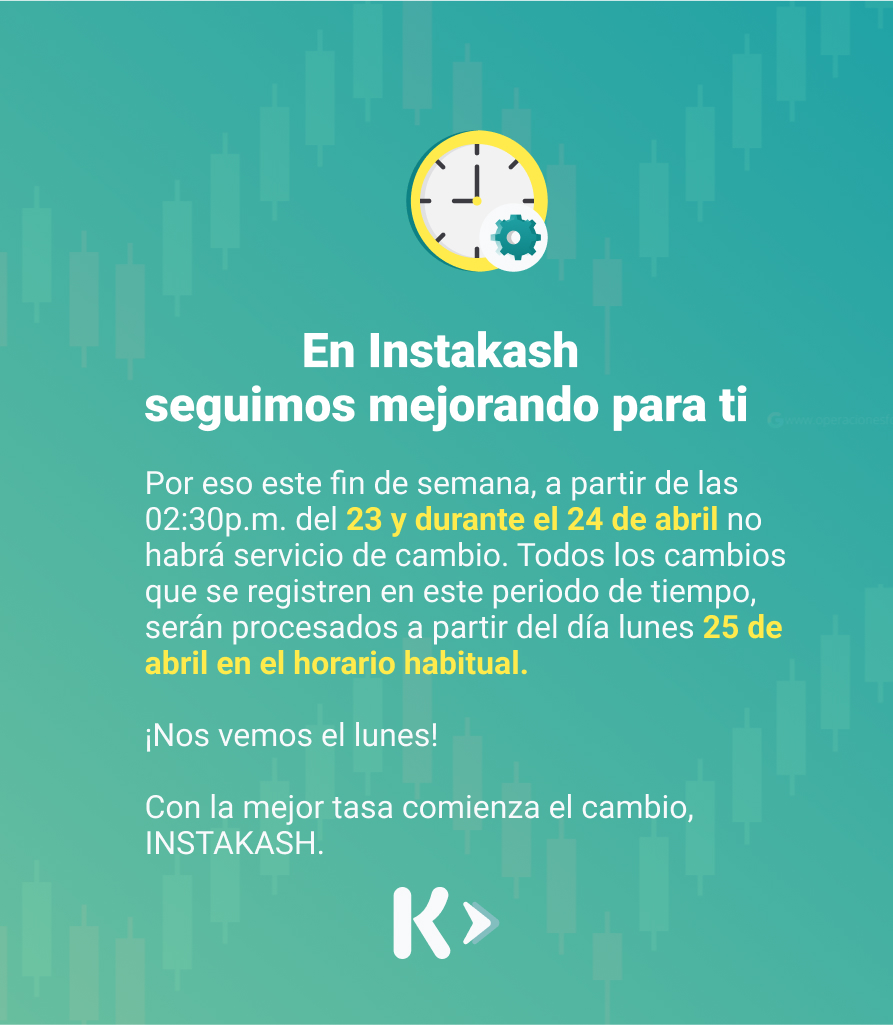 En Instakash
seguimos mejorando para ti
Por eso este fin de semana, a partir de las
02:30p.m. del 23 y durante el 24 de abril no
habrá servicio de cambio. Todos los cambios
que se registren en este periodo de tiempo,
serán procesados a partir del día lunes 25 de
abril en el horario habitual.
¡Nos vemos el lunes!
Con la mejor tasa comienza el cambio,
INSTAKASH.
K